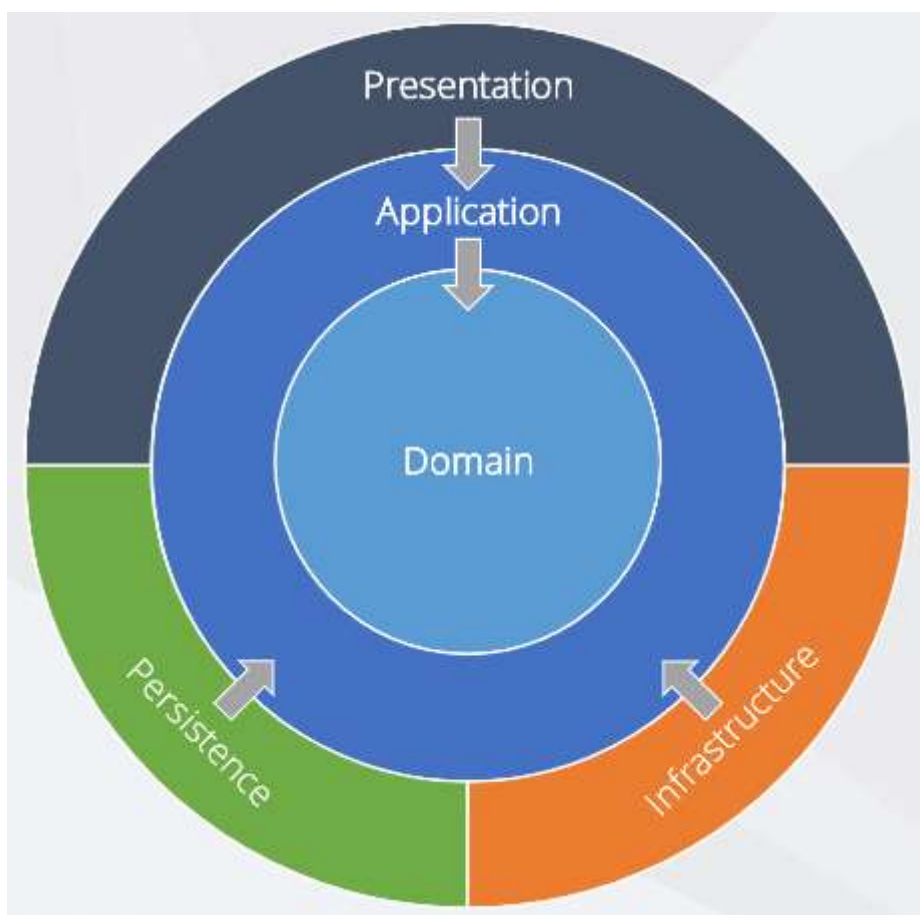 Presentation
Application
Domain
Persistence
Infrastructure